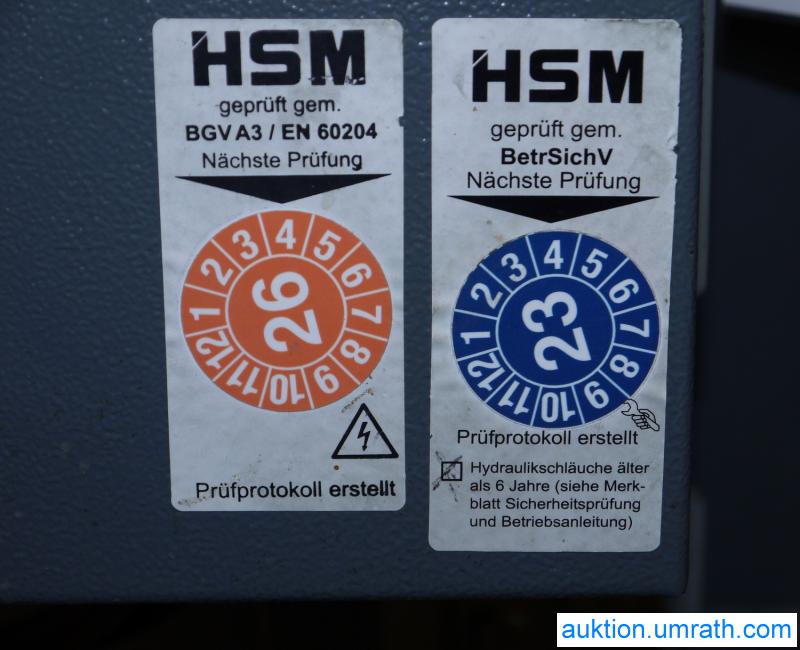 HSM
geprüft gem.
BGV A3 / EN 60204
Nächste Prüfung
1 2 3 4 5 6 7 8 9 10 11 12
26
Prüfprotokoll erstellt
HSM
geprüft gem.
BetrSichV
Nächste Prüfung
1 2 3 4 5 6 7 8 9 10 11 12
23
Prüfprotokoll erstellt
Hydraulikschläuche älter
als 6 Jahre (siehe Merk-
blatt Sicherheitsprüfung
und Betriebsanleitung)
auktion.umrath.com